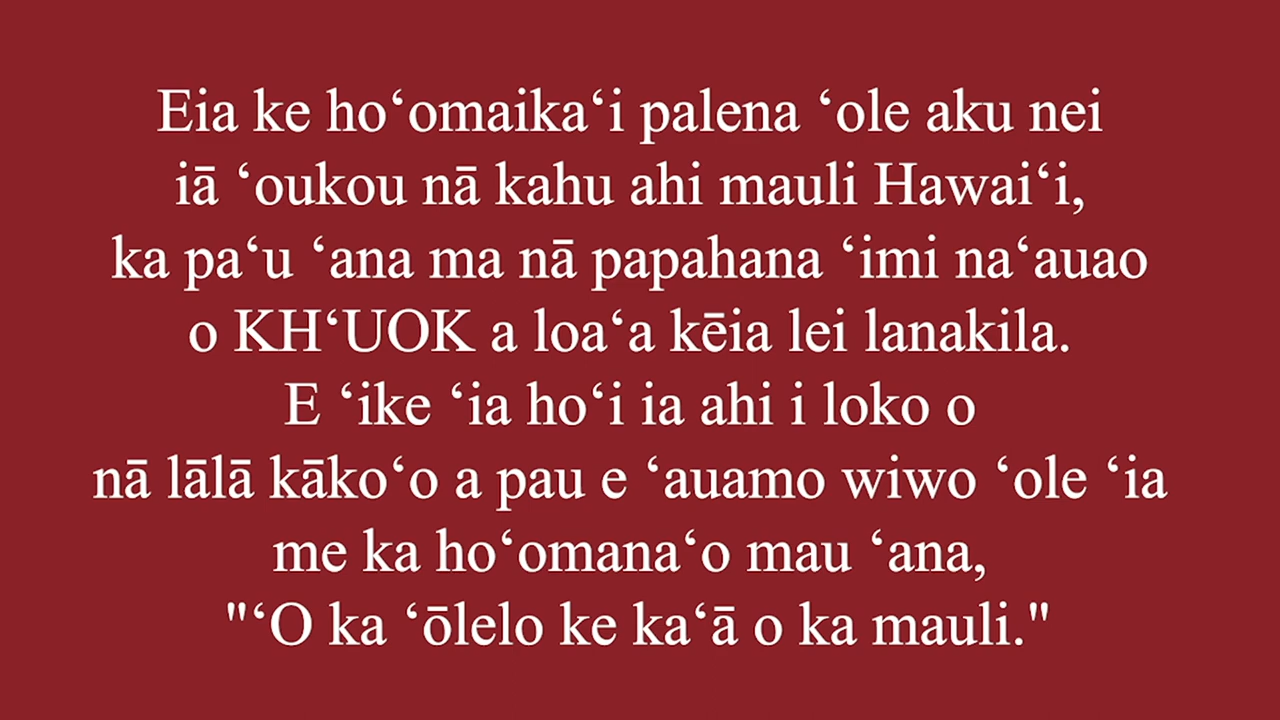 Eia ke hoʻomaikaʻi palena ʻole aku nei
iā ʻoukou nā kahu ahi mauli Hawaiʻi,
ka paʻu ʻana ma nā papahana ʻimi naʻauao
o KHʻUOK a loaʻa kēia lei lanakila.
E ʻike ʻia hoʻi ia ahi i loko o
nā lālā kākoʻo a pau e ʻauamo wiwo ʻole ʻia
me ka hoʻomanaʻo mau ʻana,
"ʻO ka ʻōlelo ke kaʻā o ka mauli."